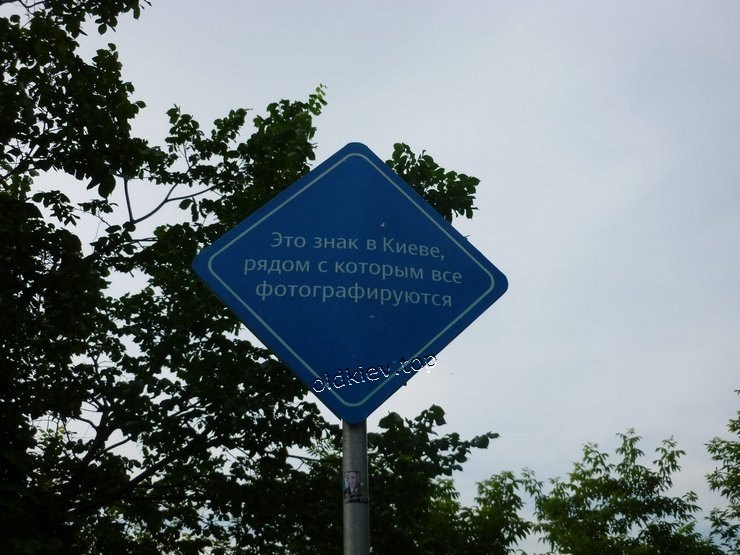 Это знак в Киеве,
рядом с которым все
фотографируются
oldkiev.top